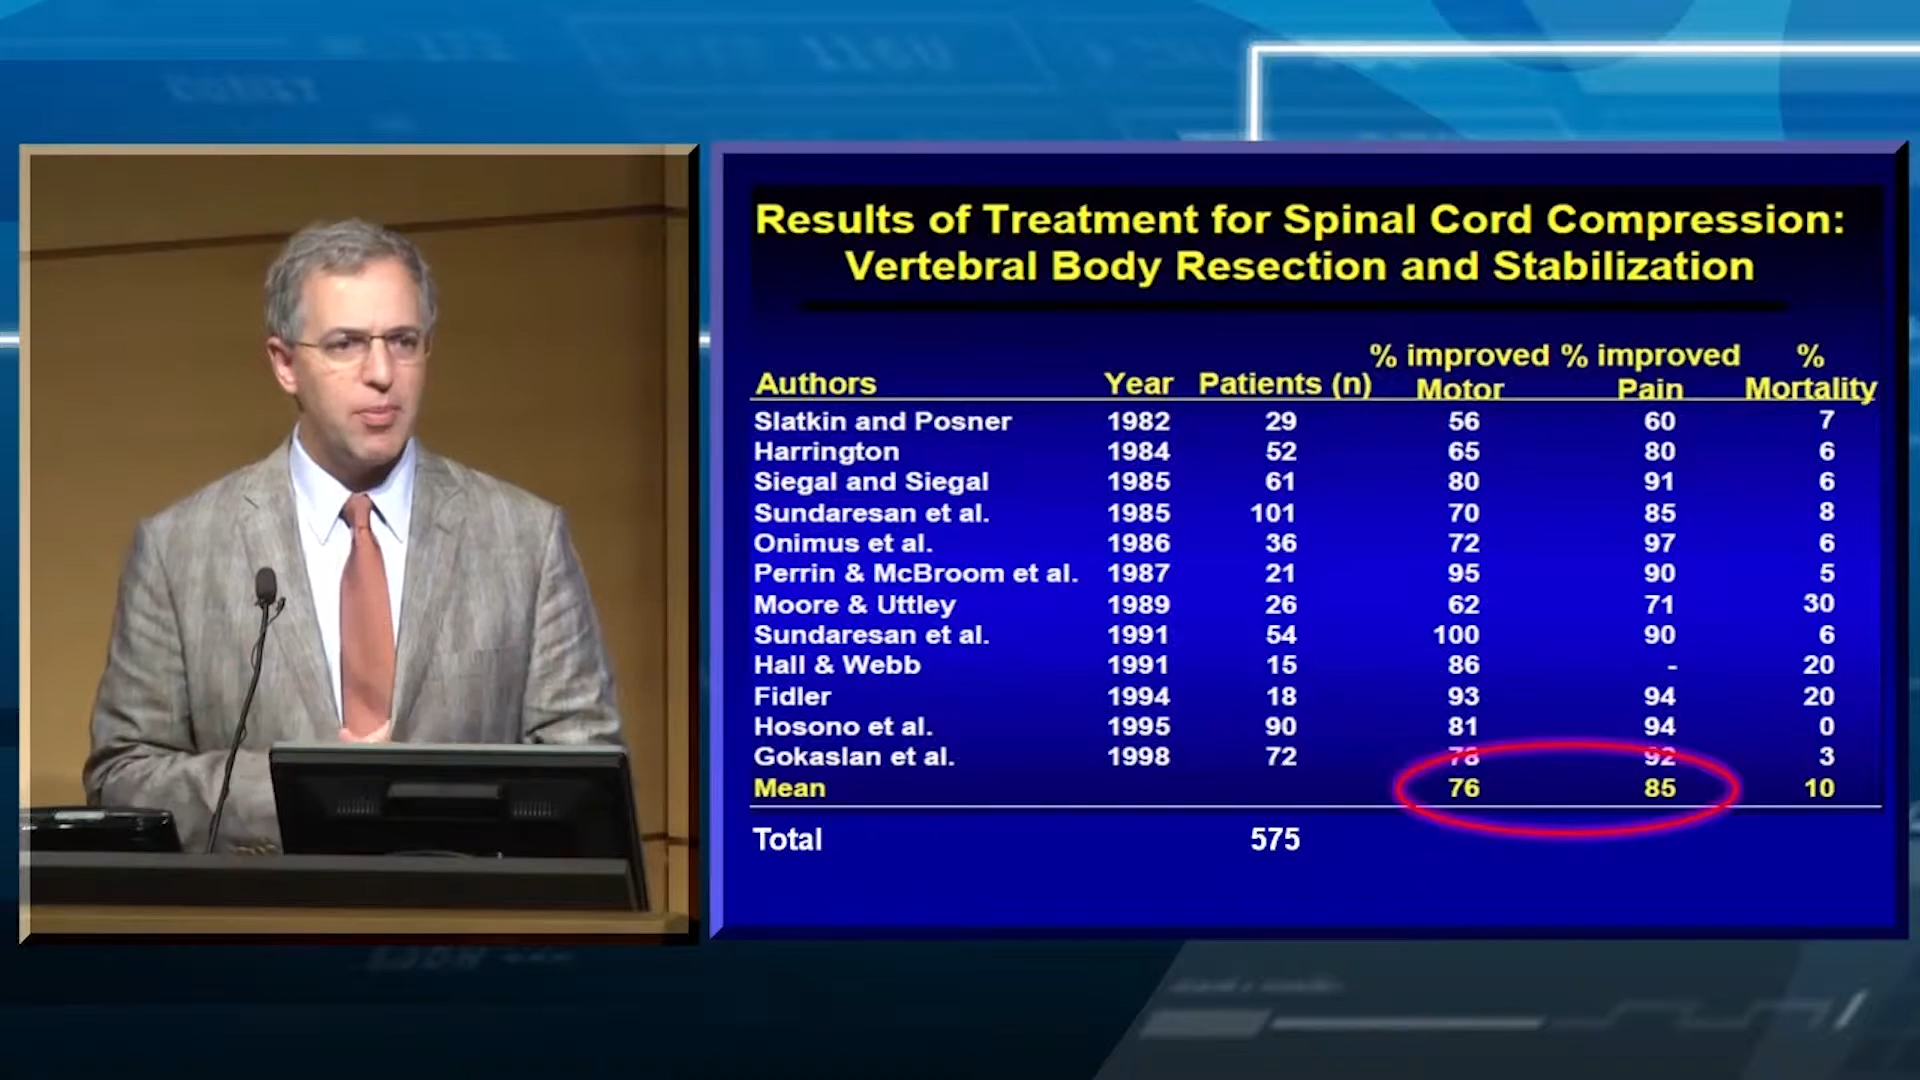 Results of Treatment for Spinal Cord Compression:
Vertebral Body Resection and Stabilization
Authors Year Patients (n) % improved Motor % improved Pain % Mortality
Slatkin and Posner 1982 29 56 60 7
Harrington 1984 52 65 80 6
Siegal and Siegal 1985 61 80 91 6
Sundaresan et al. 1985 101 70 85 8
Onimus et al. 1986 36 72 97 6
Perrin & McBroom et al. 1987 21 95 90 5
Moore & Uttley 1989 26 62 71 30
Sundaresan et al. 1991 54 100 90 6
Hall & Webb 1991 15 86 - 20
Fidler 1994 18 93 94 20
Hosono et al. 1995 90 81 94 0
Gokaslan et al. 1998 72 78 92 3
Mean 76 85 10
Total 575